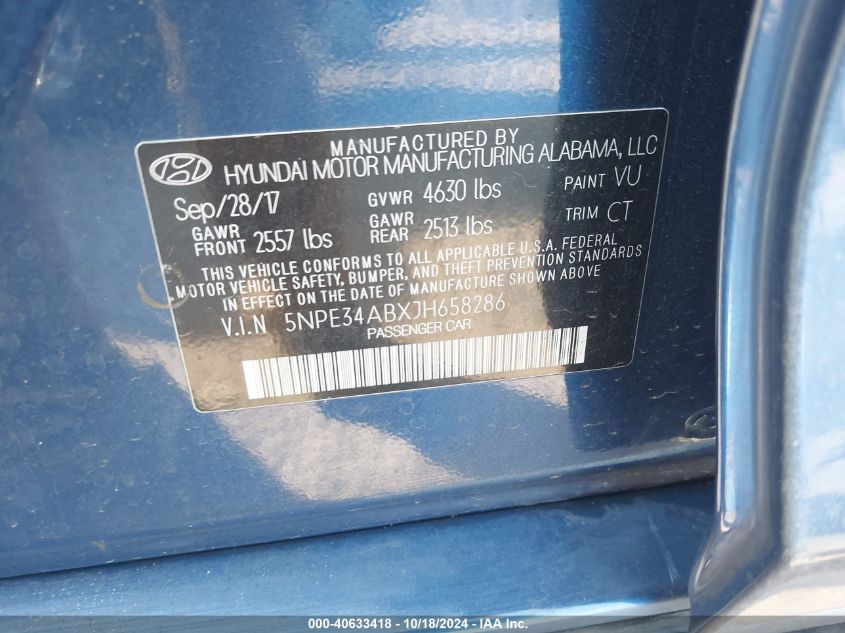 MANUFACTURED BY
HYUNDAI MOTOR MANUFACTURING ALABAMA, LLC
Sep/28/17 GVWR 4630 lbs PAINT VU
GAWR FRONT 2557 lbs GAWR REAR 2513 lbs TRIM CT
THIS VEHICLE CONFORMS TO ALL APPLICABLE U.S.A. FEDERAL
MOTOR VEHICLE SAFETY, BUMPER, AND THEFT PREVENTION STANDARDS
IN EFFECT ON THE DATE OF MANUFACTURE SHOWN ABOVE
V.I.N 5NPE34ABXJH658286
PASSENGER CAR
000-40633418 - 10/18/2024 - IAA Inc.